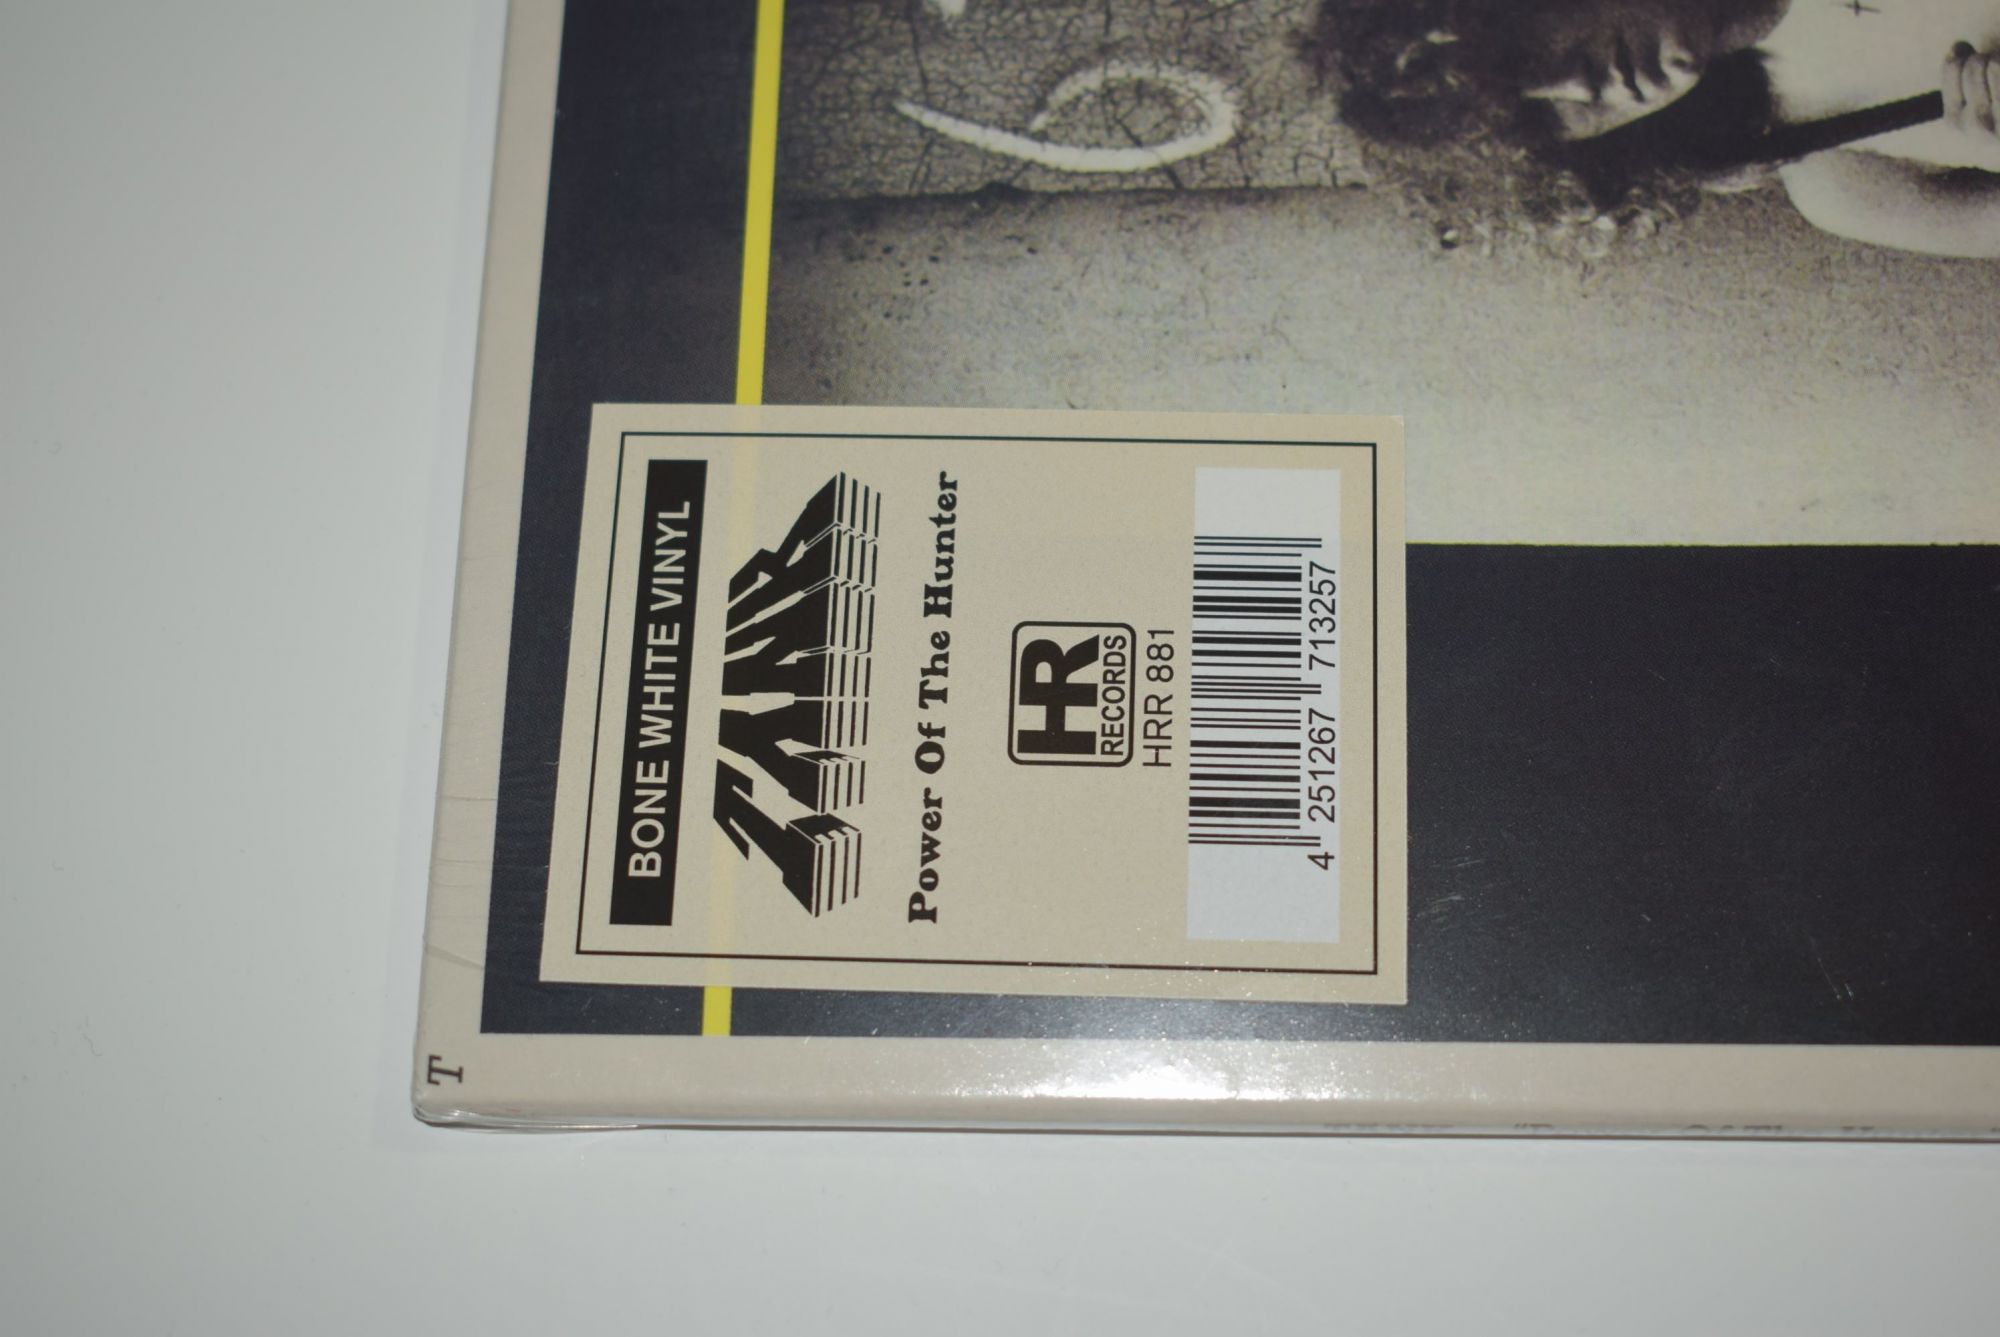 BONE WHITE VINYL
TANK
Power Of The Hunter
HR
RECORDS
HRR 881
4 251267 713257
T